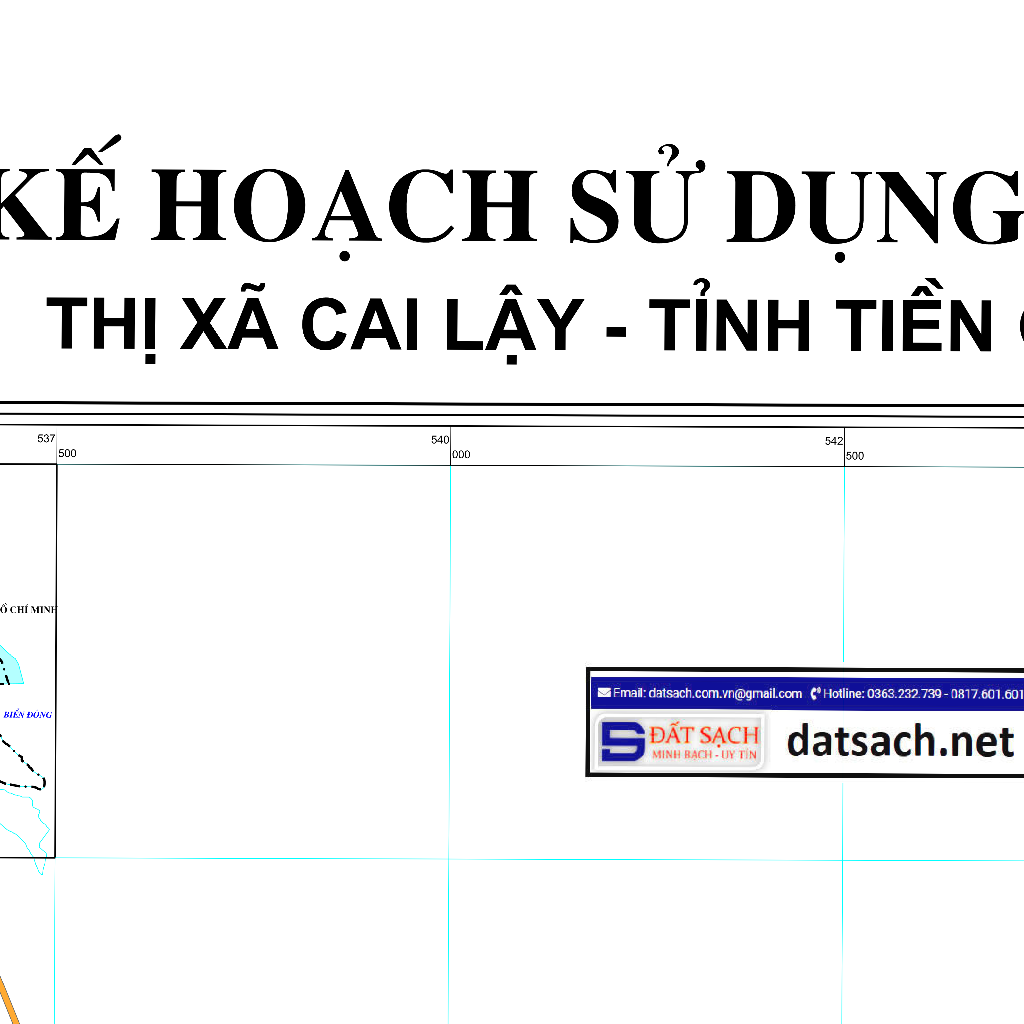 KẾ HOẠCH SỬ DỤNG
THỊ XÃ CAI LẬY - TỈNH TIỀN
537 500
540 000
542 500
Ồ CHÍ MINH
BIỂN ĐÔNG
Email: datsach.com.vn@gmail.com Hotline: 0363.232.739 - 0817.601.601
ĐẤT SẠCH
MINH BẠCH - UY TÍN
datsach.net